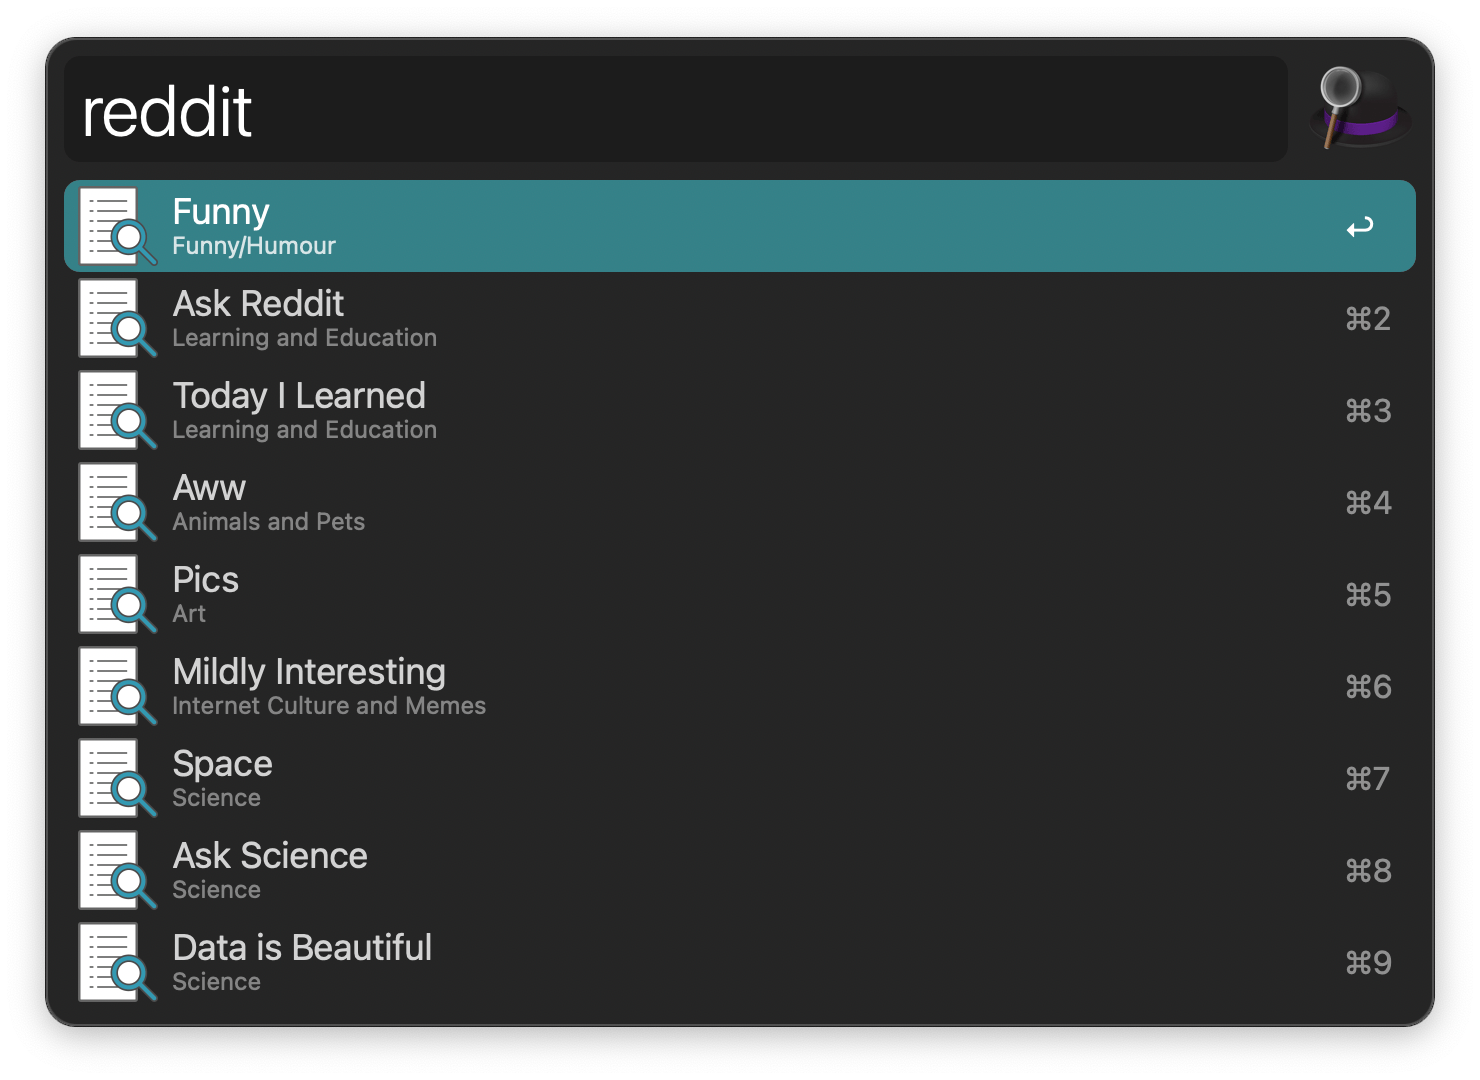 reddit
Funny
Funny/Humour
↩
Ask Reddit
Learning and Education
⌘2
Today I Learned
Learning and Education
⌘3
Aww
Animals and Pets
⌘4
Pics
Art
⌘5
Mildly Interesting
Internet Culture and Memes
⌘6
Space
Science
⌘7
Ask Science
Science
⌘8
Data is Beautiful
Science
⌘9